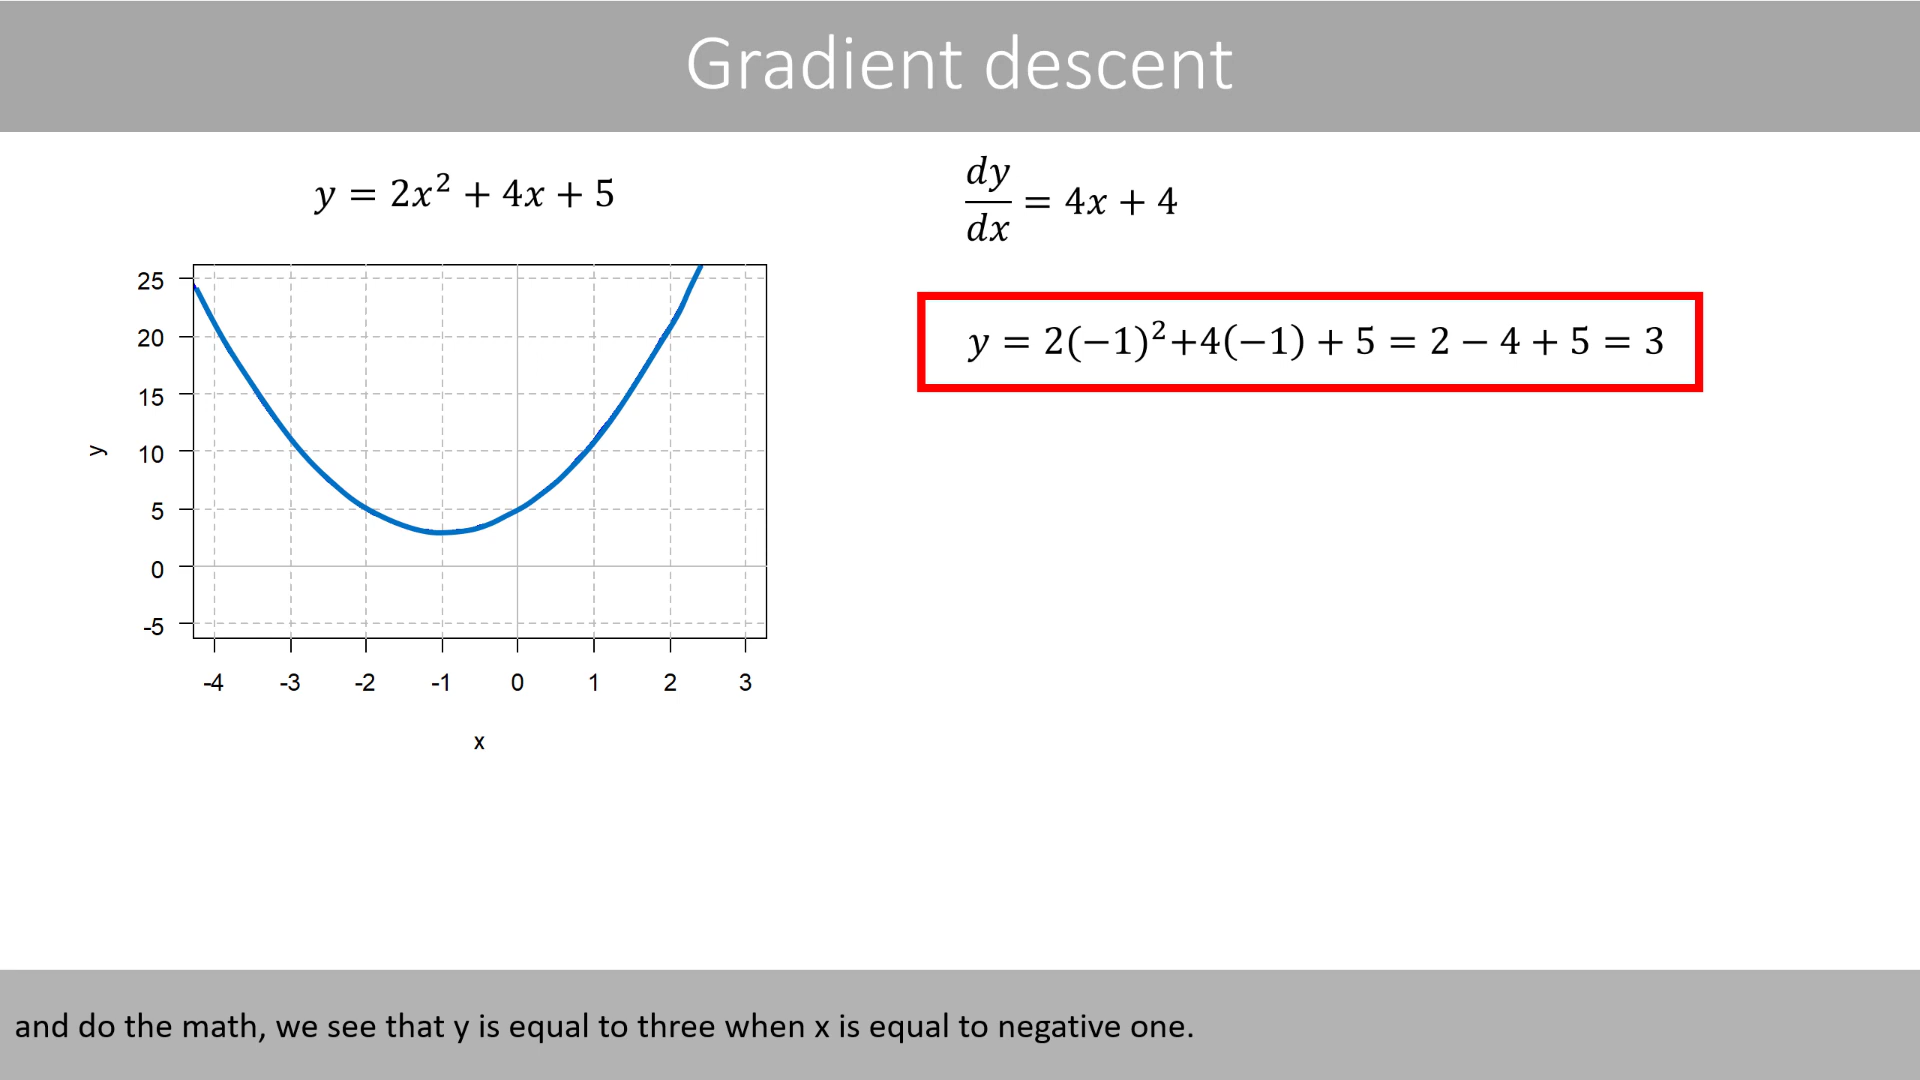 Gradient descent
y = 2x² + 4x + 5
dy/dx = 4x + 4
y = 2(−1)²+4(−1) + 5 = 2 − 4 + 5 = 3
25
20
15
10
5
0
-5
y
-4 -3 -2 -1 0 1 2 3
x
and do the math, we see that y is equal to three when x is equal to negative one.